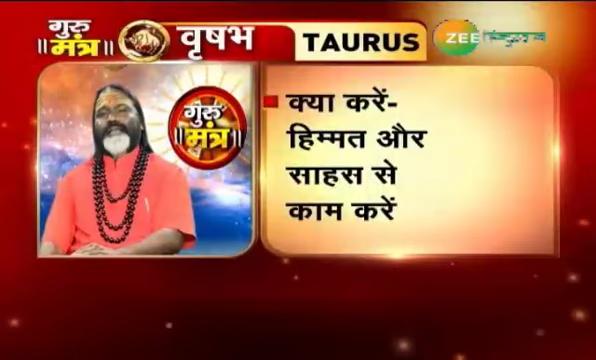 गुरु
॥मंत्र॥
वृषभ
TAURUS
ZEE
गुरु
॥मंत्र॥
क्या करें-
हिम्मत और
साहस से
काम करें